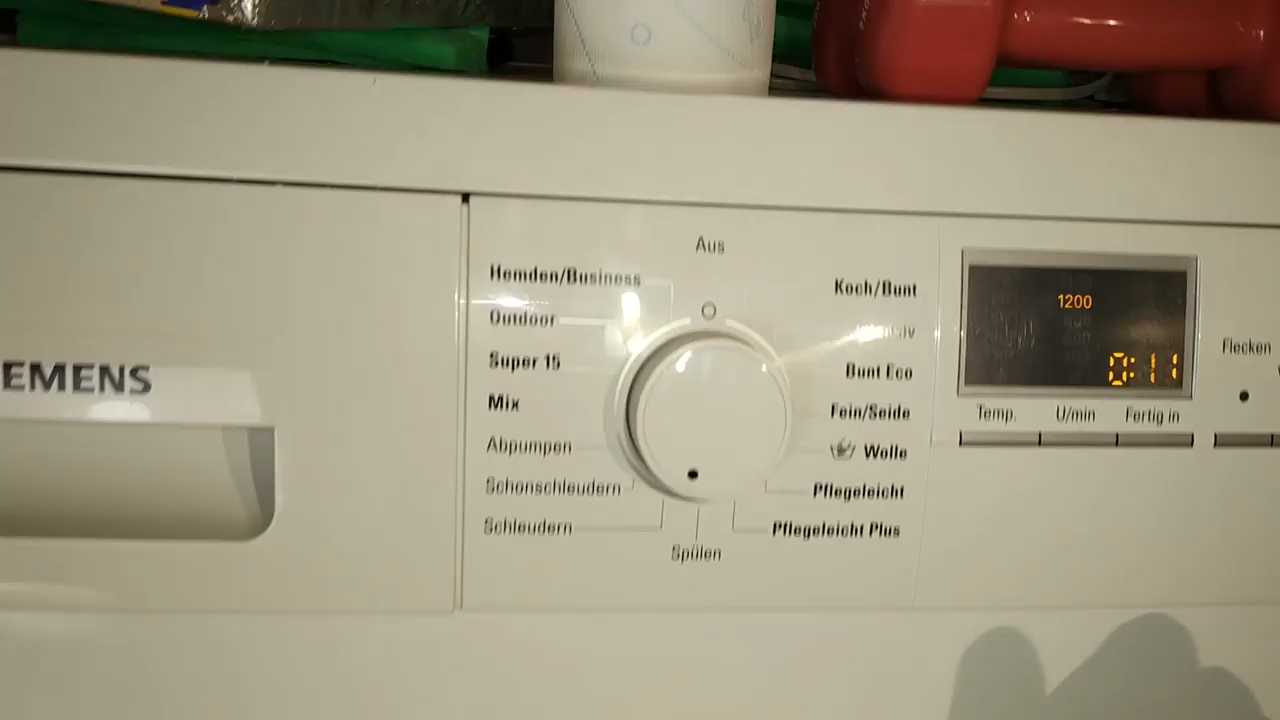 EMENS
Aus
Hemden/Business
Outdoor
Super 15
Mix
Abpumpen
Schonschleudern
Schleudern
Spülen
Koch/Bunt
Bunt Eco
Fein/Seide
Wolle
Pflegeleicht
Pflegeleicht Plus
1200
0:11
Temp. U/min Fertig in
Flecken